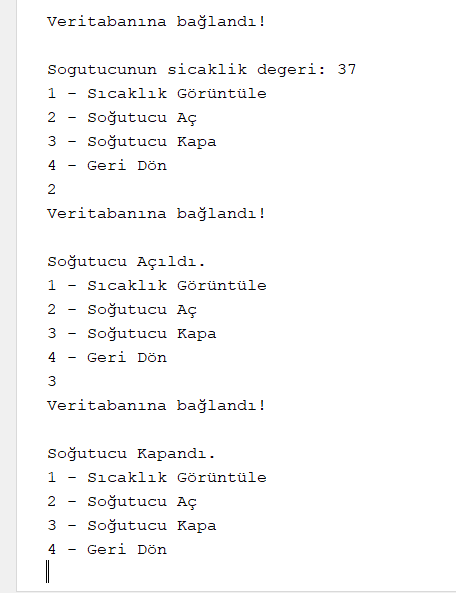 Veritabanına bağlandı!
Sogutucunun sicaklik degeri: 37
1 - Sıcaklık Görüntüle
2 - Soğutucu Aç
3 - Soğutucu Kapa
4 - Geri Dön
2
Veritabanına bağlandı!
Soğutucu Açıldı.
1 - Sıcaklık Görüntüle
2 - Soğutucu Aç
3 - Soğutucu Kapa
4 - Geri Dön
3
Veritabanına bağlandı!
Soğutucu Kapandı.
1 - Sıcaklık Görüntüle
2 - Soğutucu Aç
3 - Soğutucu Kapa
4 - Geri Dön